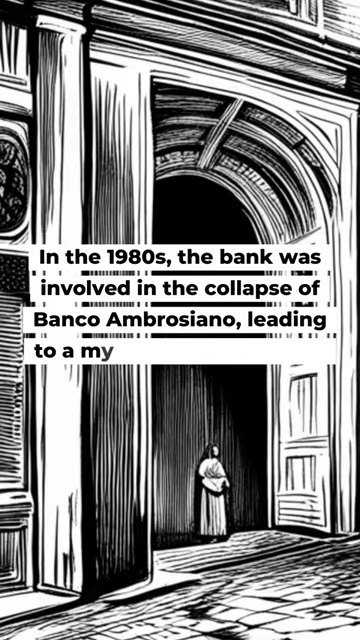 In the 1980s, the bank was
involved in the collapse of
Banco Ambrosiano, leading
to a my